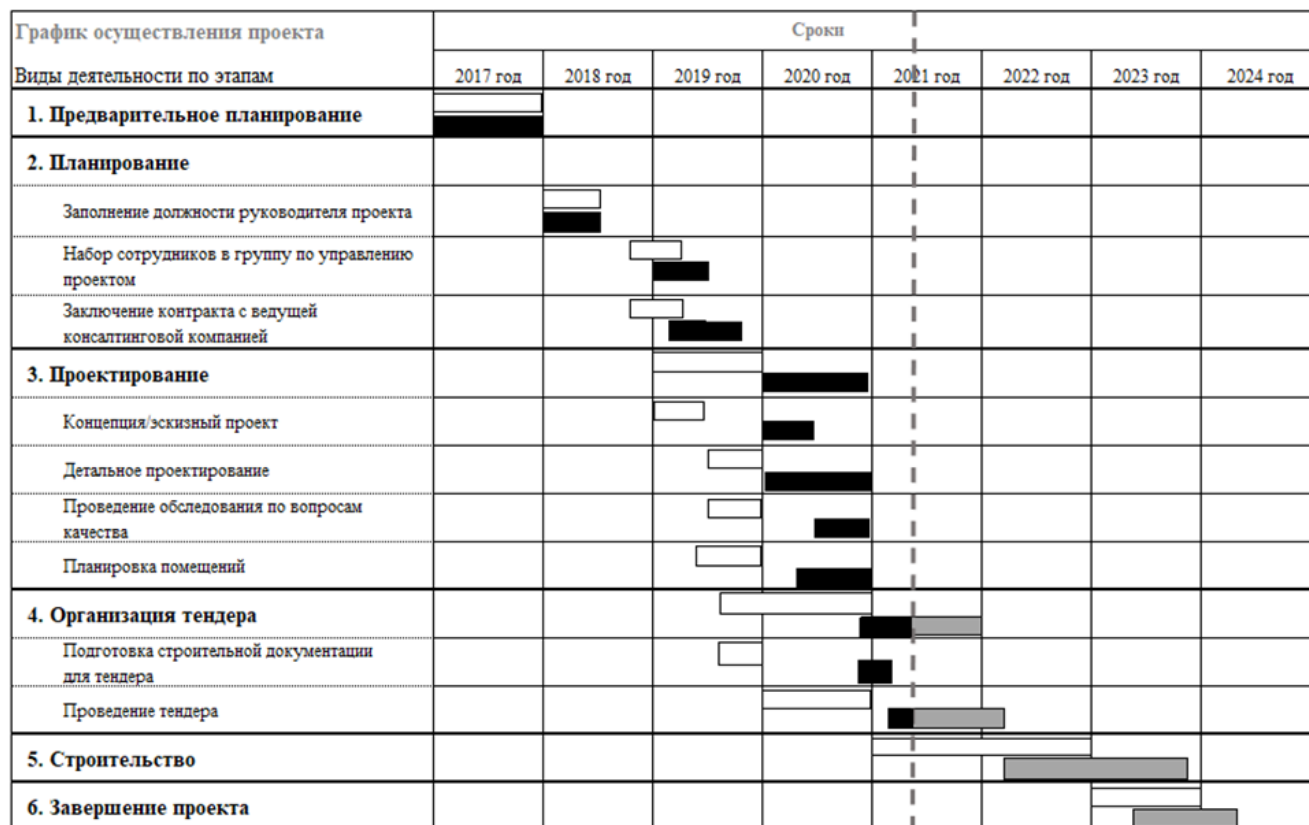 График осуществления проекта
Сроки
Виды деятельности по этапам
2017 год
2018 год
2019 год
2020 год
2021 год
2022 год
2023 год
2024 год
1. Предварительное планирование
2. Планирование
Заполнение должности руководителя проекта
Набор сотрудников в группу по управлению
проектом
Заключение контракта с ведущей
консалтинговой компанией
3. Проектирование
Концепция/эскизный проект
Детальное проектирование
Проведение обследования по вопросам
качества
Планировка помещений
4. Организация тендера
Подготовка строительной документации
для тендера
Проведение тендера
5. Строительство
6. Завершение проекта